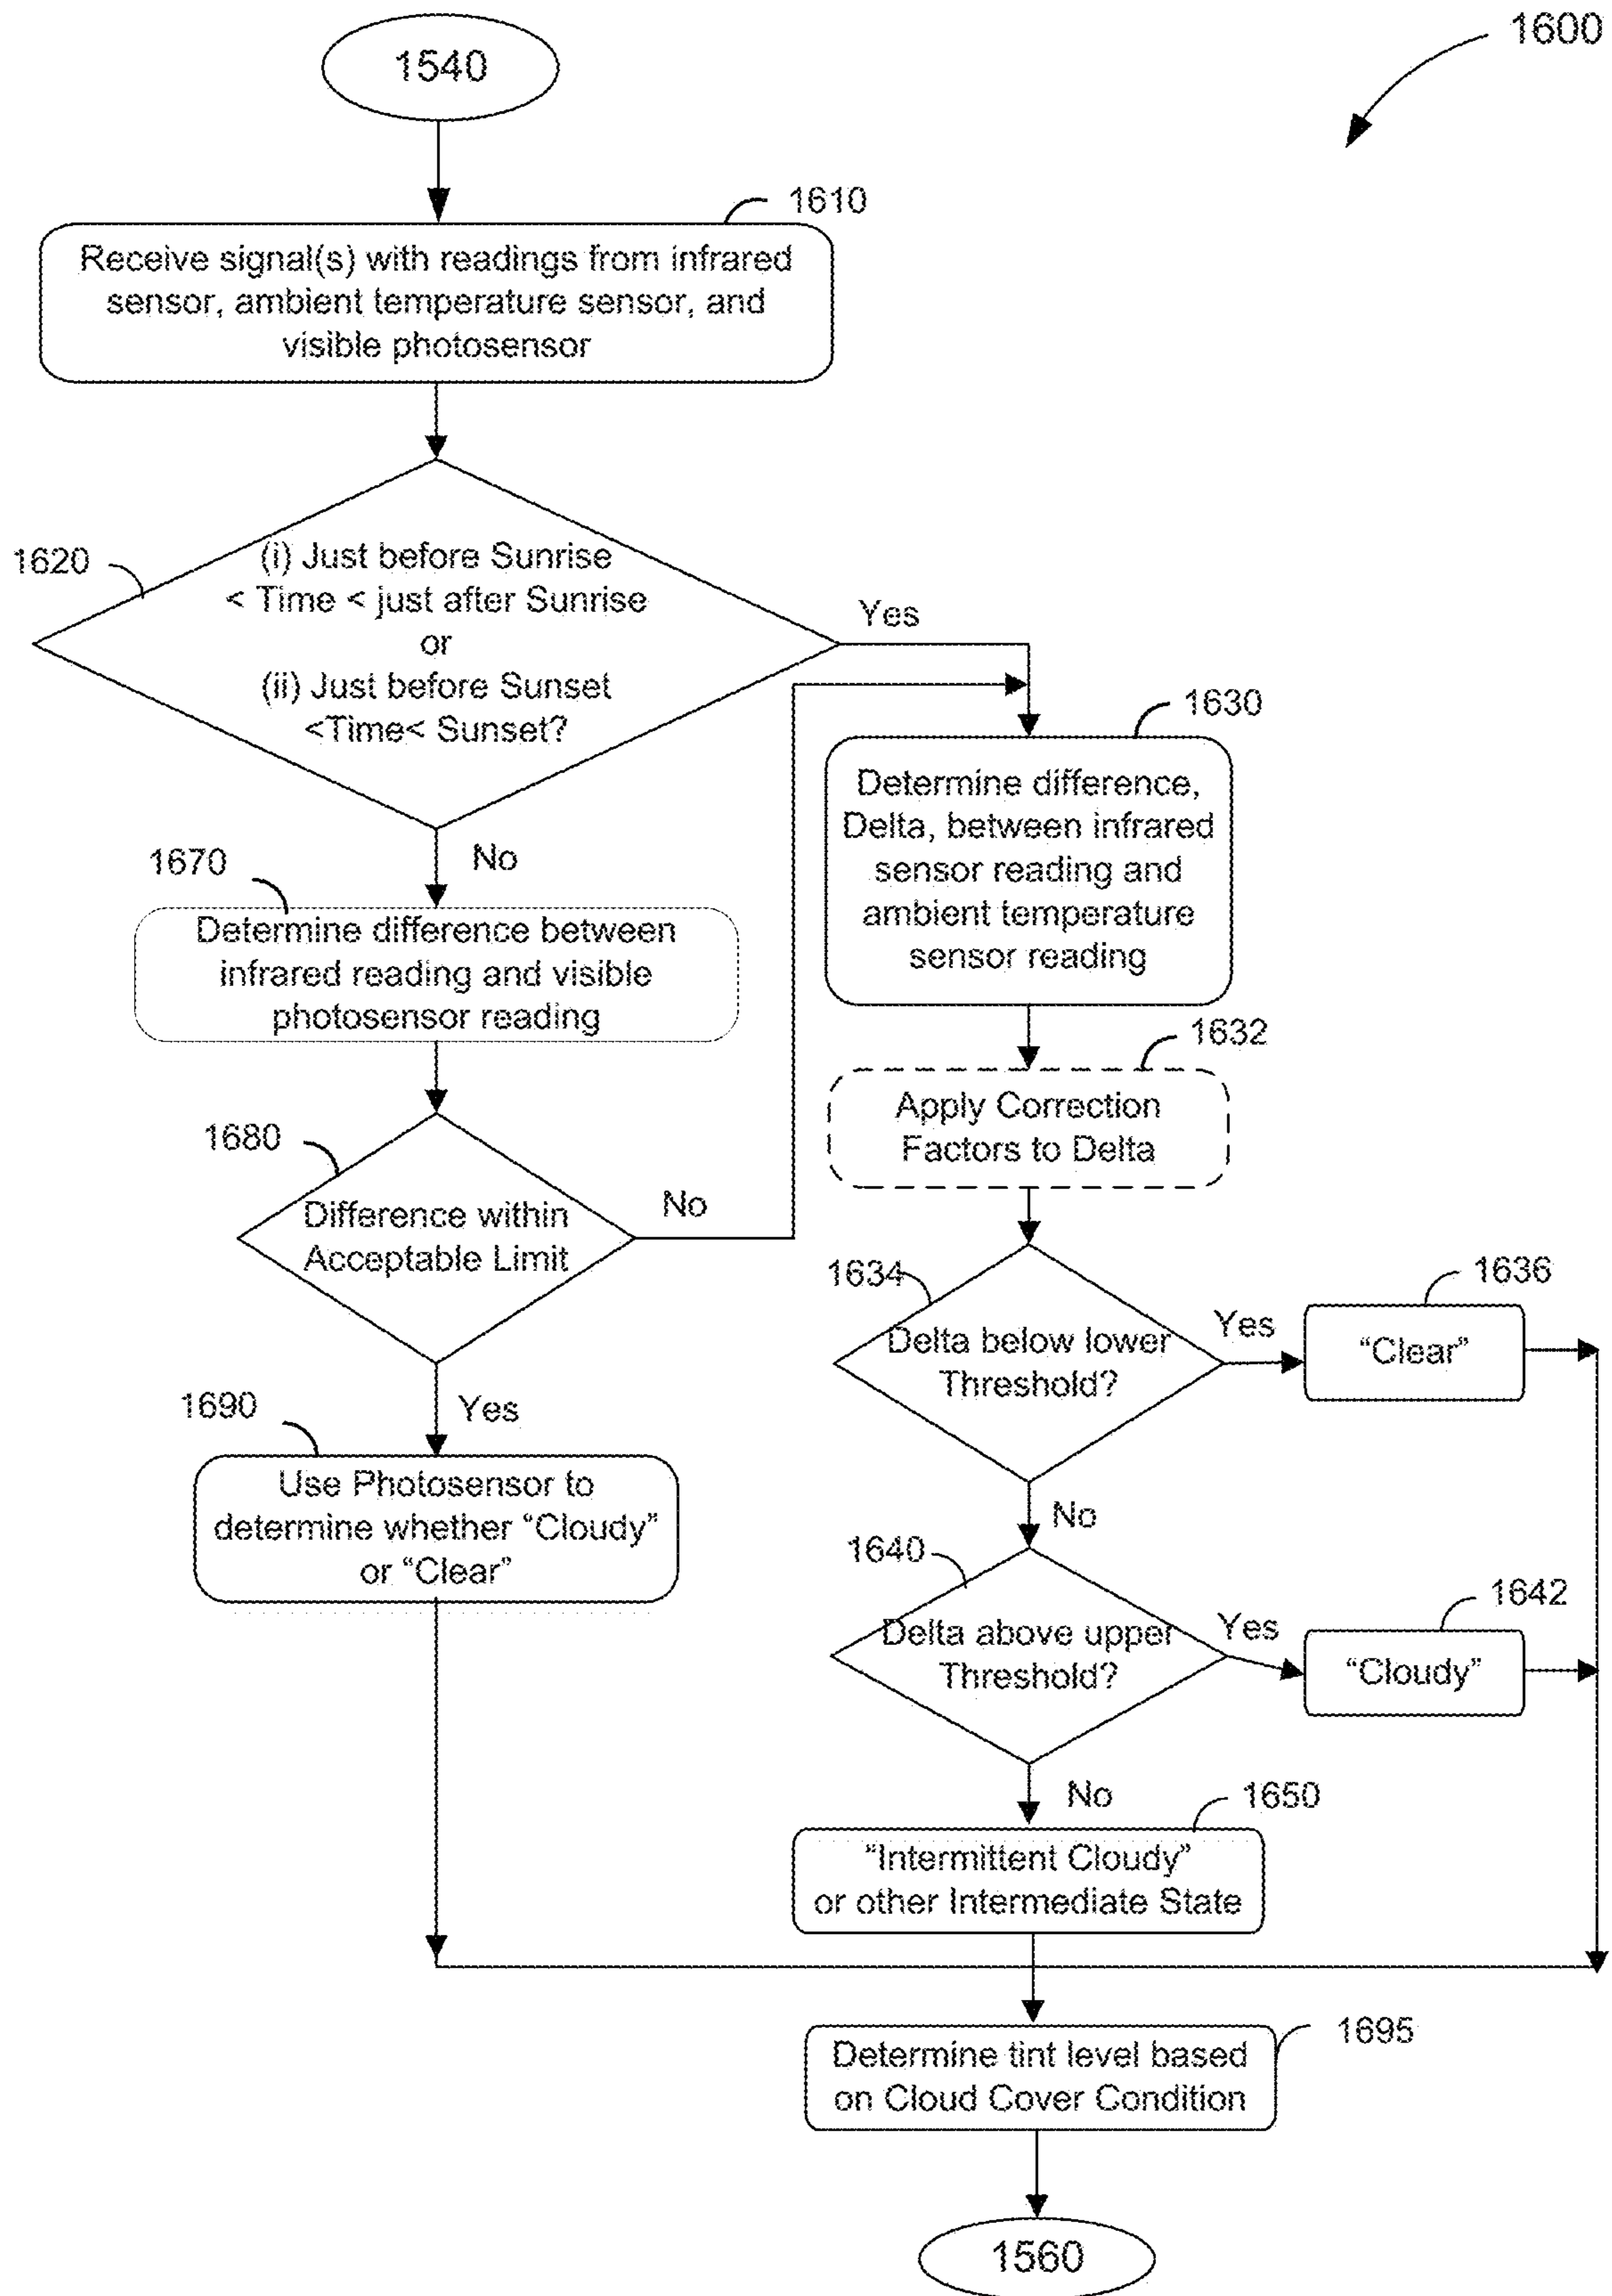 1600
1540
1610
Receive signal(s) with readings from infrared
sensor, ambient temperature sensor, and
visible photosensor
1620
(i) Just before Sunrise
< Time < just after Sunrise
or
(ii) Just before Sunset
<Time< Sunset?
Yes
No
1630
Determine difference,
Delta, between infrared
sensor reading and
ambient temperature
sensor reading
1670
Determine difference between
infrared reading and visible
photosensor reading
1632
Apply Correction
Factors to Delta
1680
Difference within
Acceptable Limit
No
Yes
1634
Delta below lower
Threshold?
Yes
1636
“Clear”
No
1690
Use Photosensor to
determine whether “Cloudy”
or “Clear”
1640
Delta above upper
Threshold?
Yes
1642
“Cloudy”
No
1650
“Intermittent Cloudy”
or other Intermediate State
1695
Determine tint level based
on Cloud Cover Condition
1560